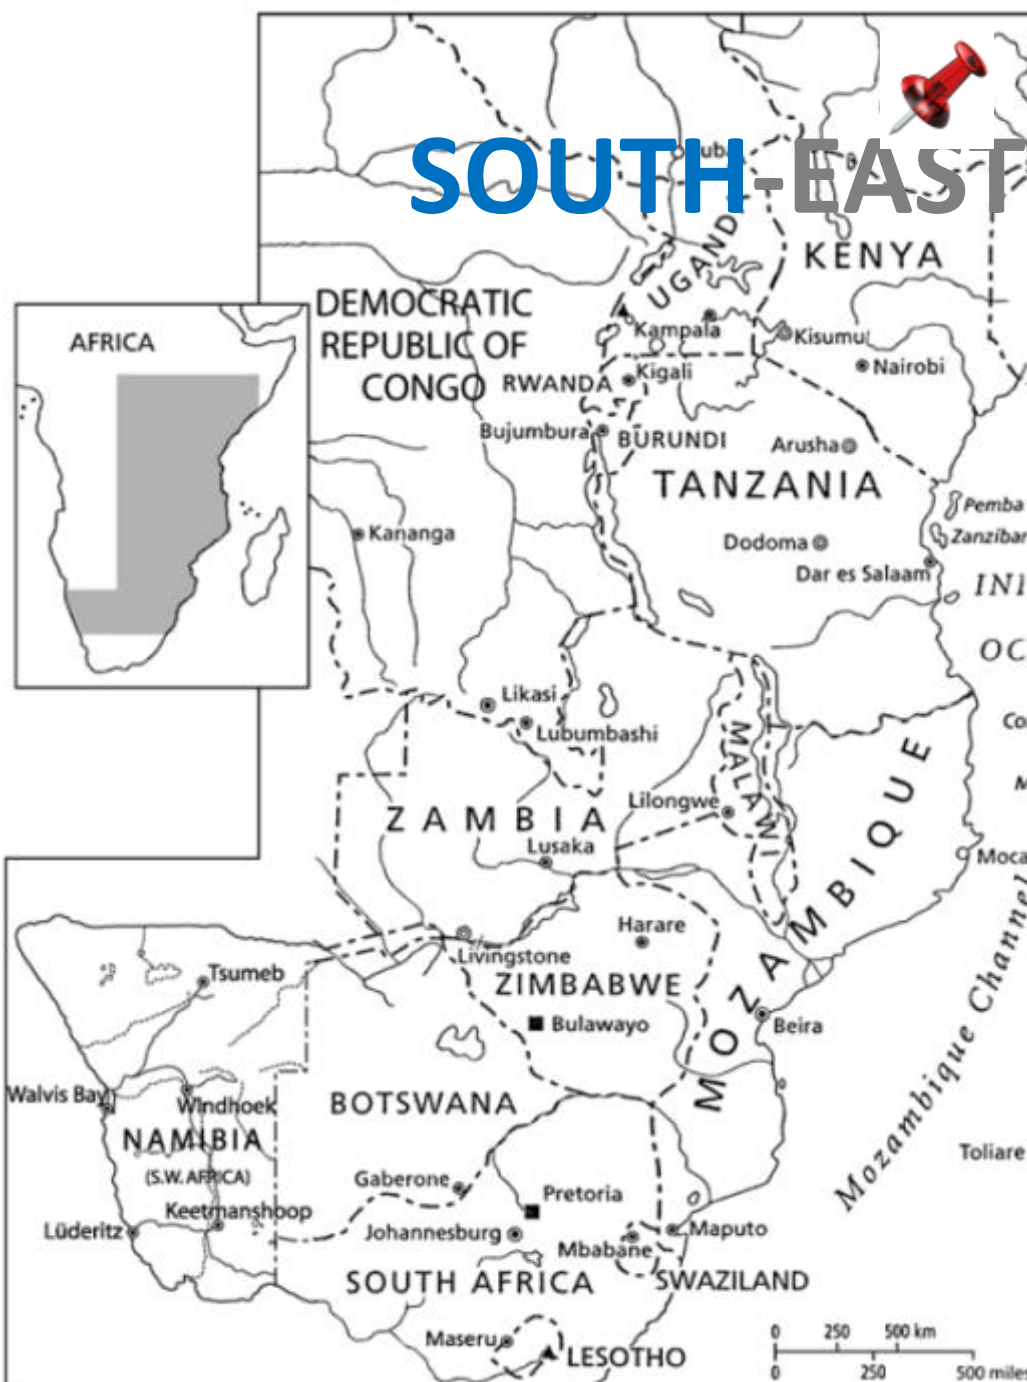 SOUTH-EAST
KENYA
UGAND
DEMOCRATIC
REPUBLIC OF
CONGO
AFRICA
Kampala
Kisumu
Nairobi
RWANDA
Kigali
Bujumbura
BURUNDI
Arusha
TANZANIA
Pemba
Kananga
Dodoma
Zanzibar
Dar es Salaam
Likasi
Lubumbashi
MALAWI
Lilongwe
ZAMBIA
Lusaka
MOZAMBIQUE
Harare
Livingstone
ZIMBABWE
Tsumeb
Bulawayo
Beira
Mozambique Channel
Walvis Bay
Windhoek
BOTSWANA
NAMIBIA
(S.W. AFRICA)
Toliare
Gaberone
Pretoria
Keetmanshoop
Lüderitz
Johannesburg
Maputo
Mbabane
SOUTH AFRICA
SWAZILAND
Maseru
LESOTHO
0 250 500 km
0 250 500 miles